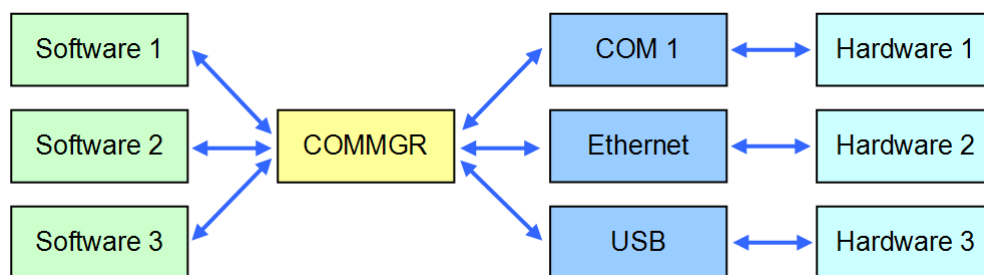 Software 1
COM 1
Hardware 1
Software 2
COMMGR
Ethernet
Hardware 2
Software 3
USB
Hardware 3